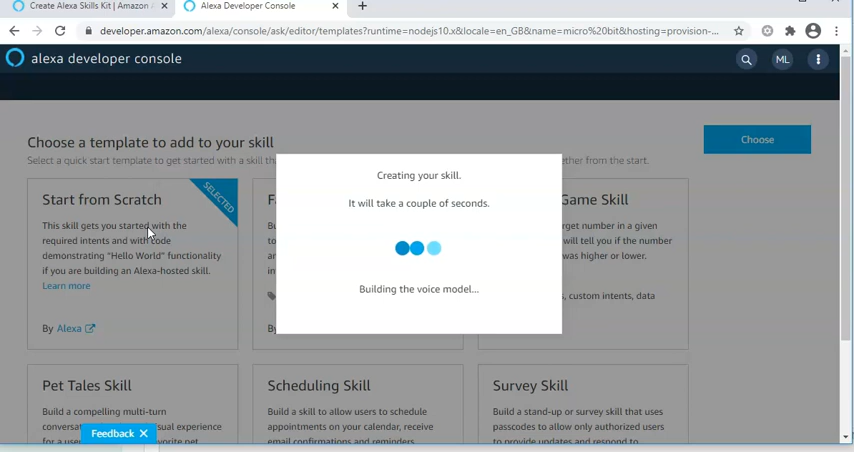 Create Alexa Skills Kit | Amazon A
Alexa Developer Console
developer.amazon.com/alexa/console/ask/editor/templates?runtime=nodejs10.x&locale=en_GB&name=micro%20bit&hosting=provision-...
alexa developer console
ML
Choose a template to add to your skill
Choose
Select a quick start template to get started with a skill tha
ether from the start.
Creating your skill.
It will take a couple of seconds.
Building the voice model...
Start from Scratch
SELECTED
This skill gets you started with the
required intents and with code
demonstrating "Hello World" functionality
if you are building an Alexa-hosted skill.
Learn more
By Alexa
Game Skill
rget number in a given
will tell you if the number
was higher or lower.
s, custom intents, data
Pet Tales Skill
Build a compelling multi-turn
conversa
sual experience
for a use
vorite pet
Scheduling Skill
Build a skill to allow users to schedule
appointments on your calendar, receive
email confirmations and reminders
Survey Skill
Build a stand-up or survey skill that uses
passcodes to allow only authorized users
to provide updates and respond to
Feedback